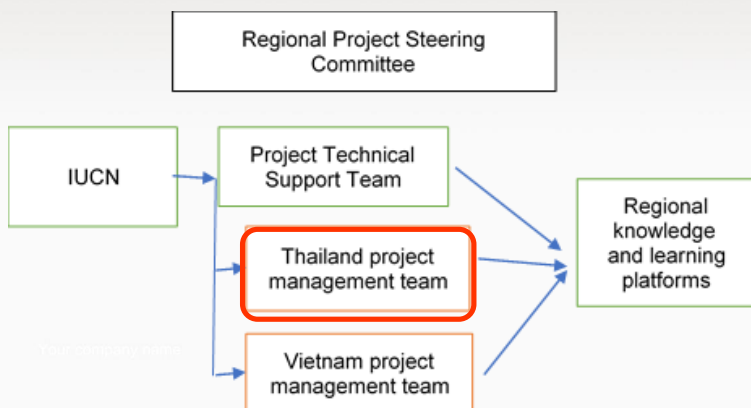 Regional Project Steering
Committee
IUCN
Project Technical
Support Team
Thailand project
management team
Vietnam project
management team
Regional
knowledge
and learning
platforms